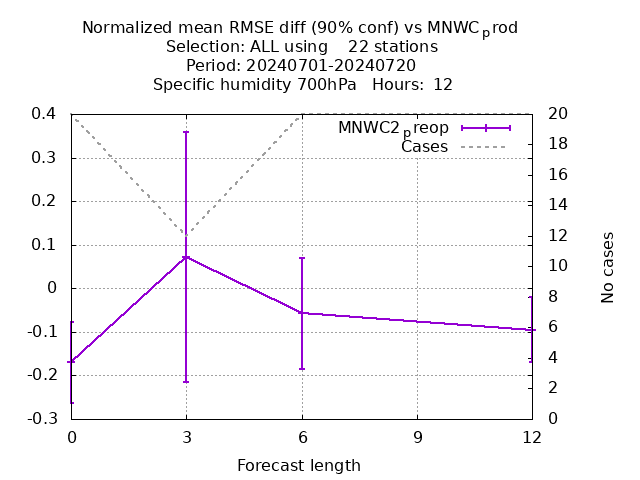 Normalized mean RMSE diff (90% conf) vs MNWCprod
Selection: ALL using 22 stations
Period: 20240701-20240720
Specific humidity 700hPa Hours: 12
MNWC2preop
Cases
0.4
0.3
0.2
0.1
0
-0.1
-0.2
-0.3
20
18
16
14
12
10
8
6
4
2
0
No cases
0 3 6 9 12
Forecast length